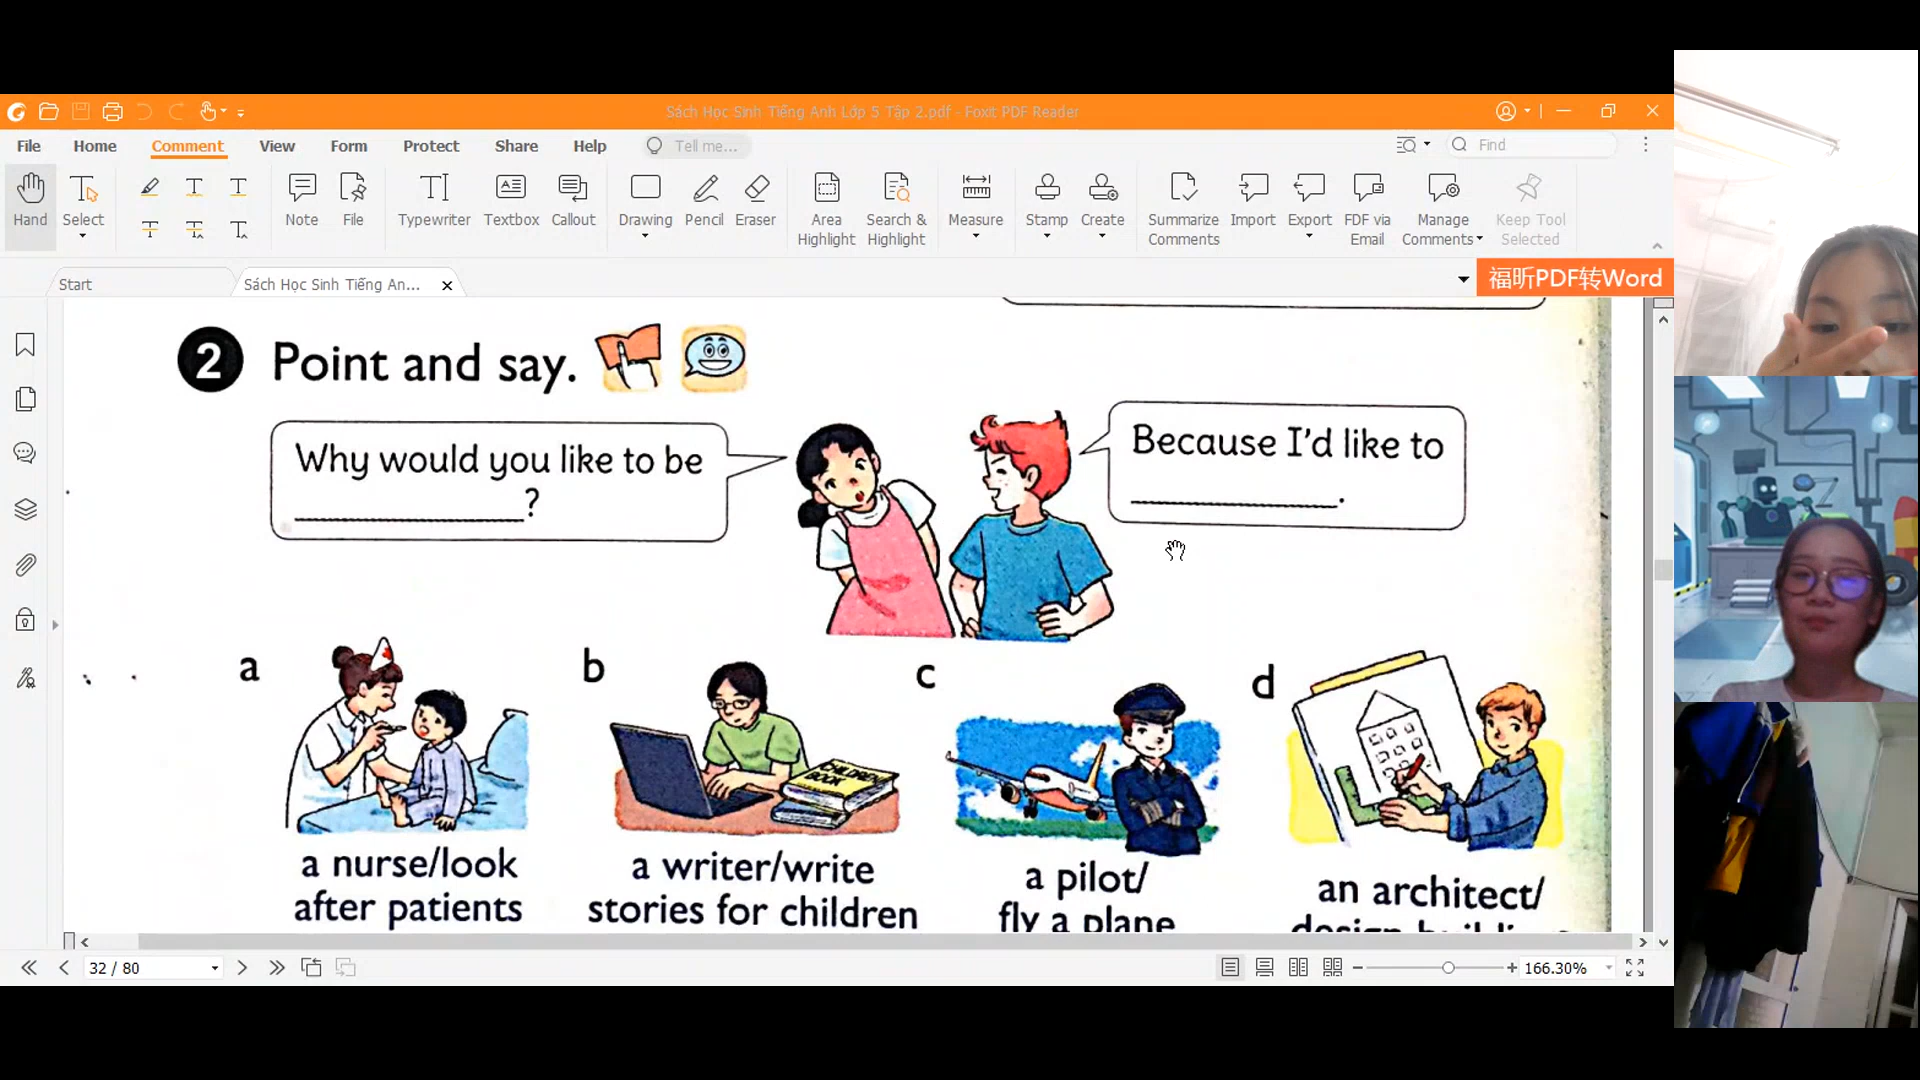 Sách Học Sinh Tiếng Anh Lớp 5 Tập 2.pdf - Foxit PDF Reader
File Home Comment View Form Protect Share Help Tell me... Find
Hand Select Note File Typewriter Textbox Callout Drawing Pencil Eraser Area Highlight Search & Highlight Measure Stamp Create Summarize Comments Import Export FDF via Email Manage Comments Keep Tool Selected
Start Sách Học Sinh Tiếng An... 福昕PDF转Word
2 Point and say.
Why would you like to be
?
Because I'd like to
.
a
b
c
d
CHILDREN BOOK
a nurse/look
after patients
a writer/write
stories for children
a pilot/
fly a plane
an architect/
32 / 80
166.30%